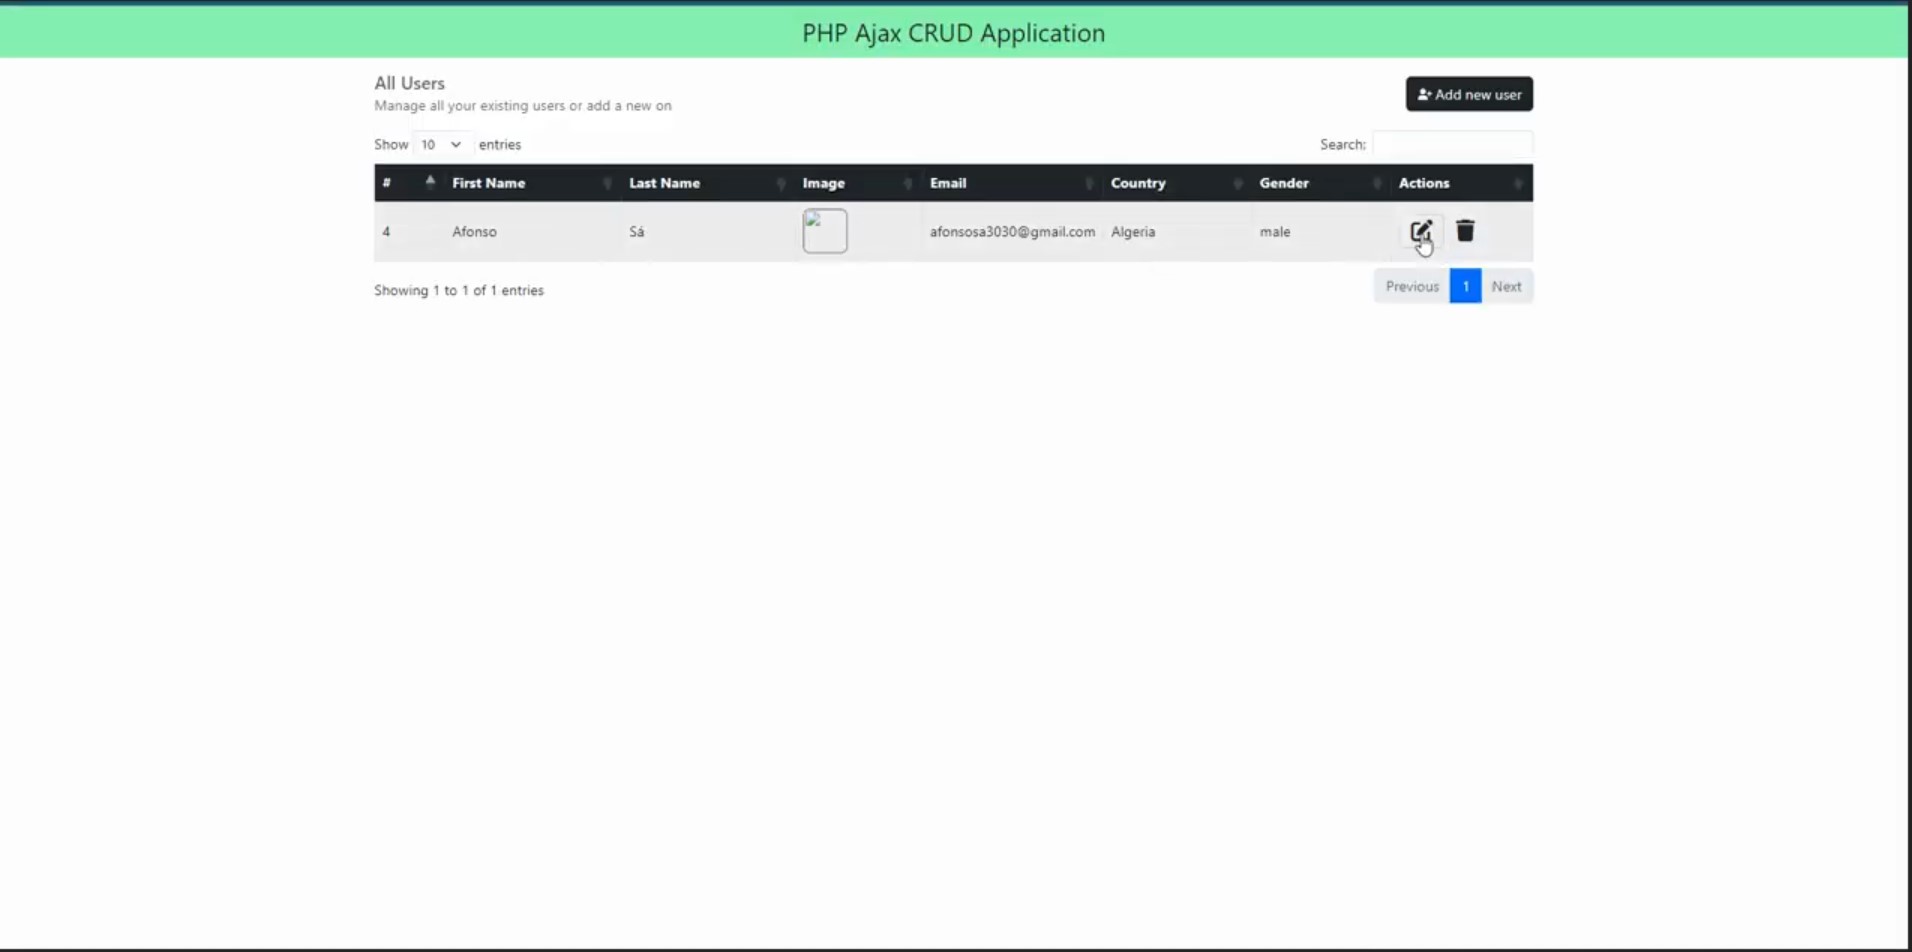 PHP Ajax CRUD Application
All Users
Manage all your existing users or add a new on
Add new user
Show 10 entries
Search:
# First Name Last Name Image Email Country Gender Actions
4 Afonso Sá afonsosa3030@gmail.com Algeria male
Showing 1 to 1 of 1 entries
Previous 1 Next